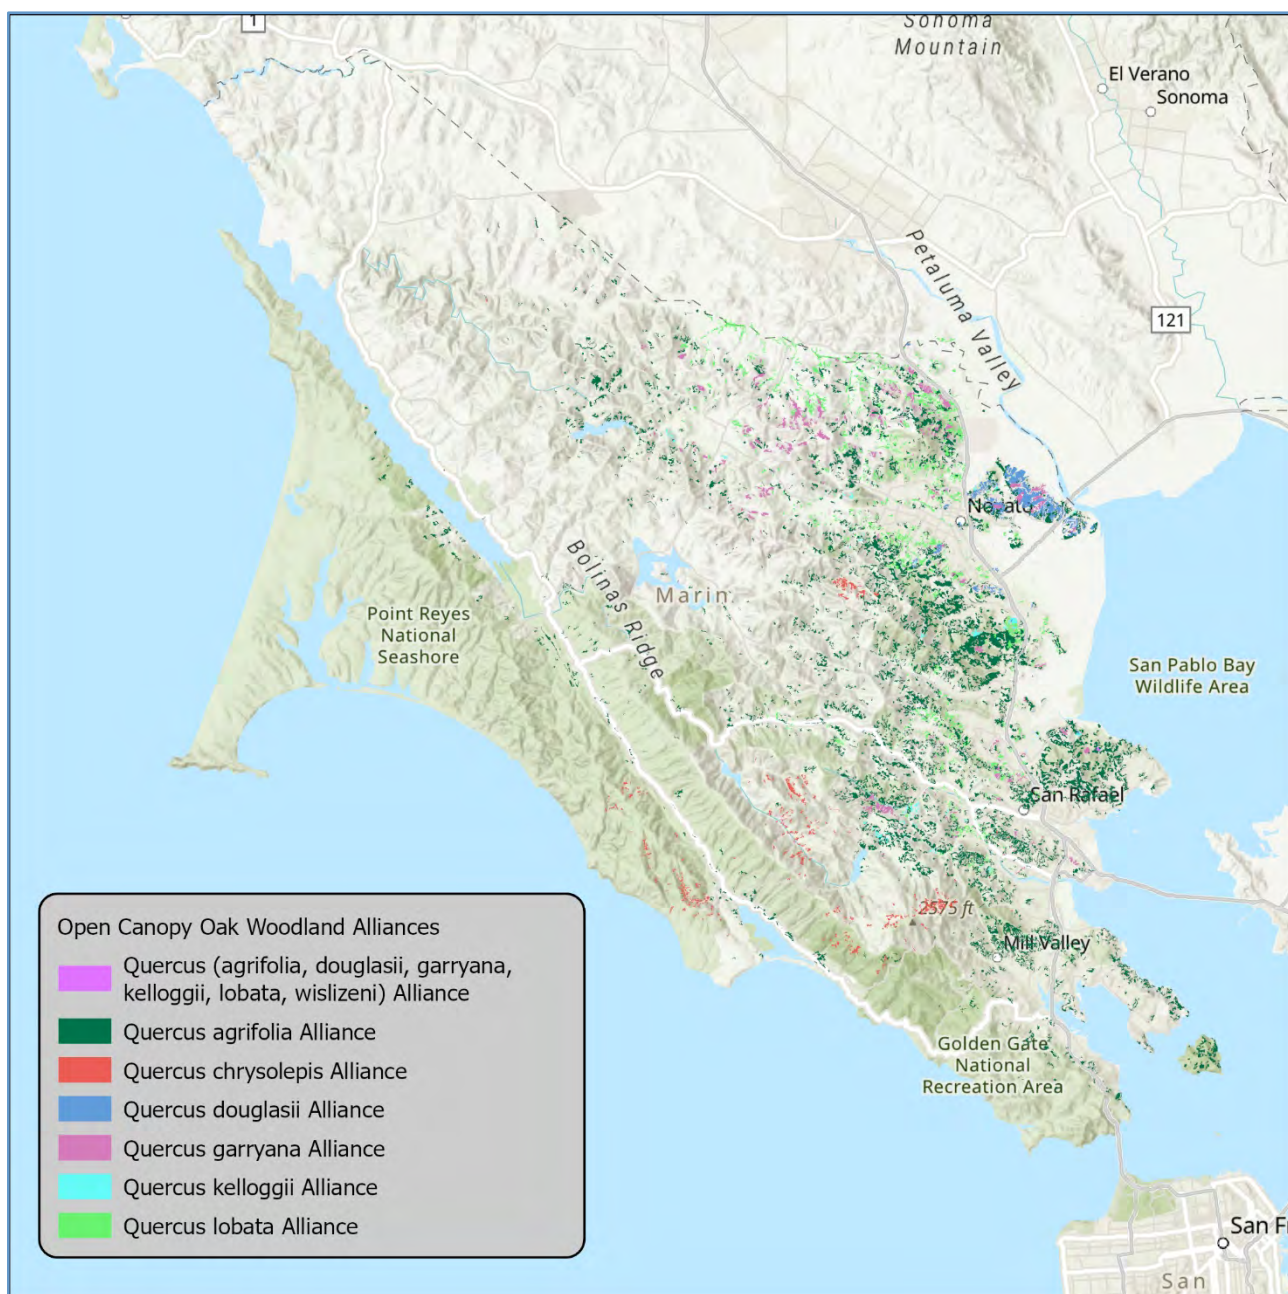 1
Sonoma
Mountain
El Verano
Sonoma
Petaluma Valley
121
Novato
Bolinas Ridge
Marin
Point Reyes
National
Seashore
San Pablo Bay
Wildlife Area
San Rafael
2575 ft
Mill Valley
Golden Gate
National
Recreation Area
San Fr
San
Open Canopy Oak Woodland Alliances
Quercus (agrifolia, douglasii, garryana,
kelloggii, lobata, wislizeni) Alliance
Quercus agrifolia Alliance
Quercus chrysolepis Alliance
Quercus douglasii Alliance
Quercus garryana Alliance
Quercus kelloggii Alliance
Quercus lobata Alliance